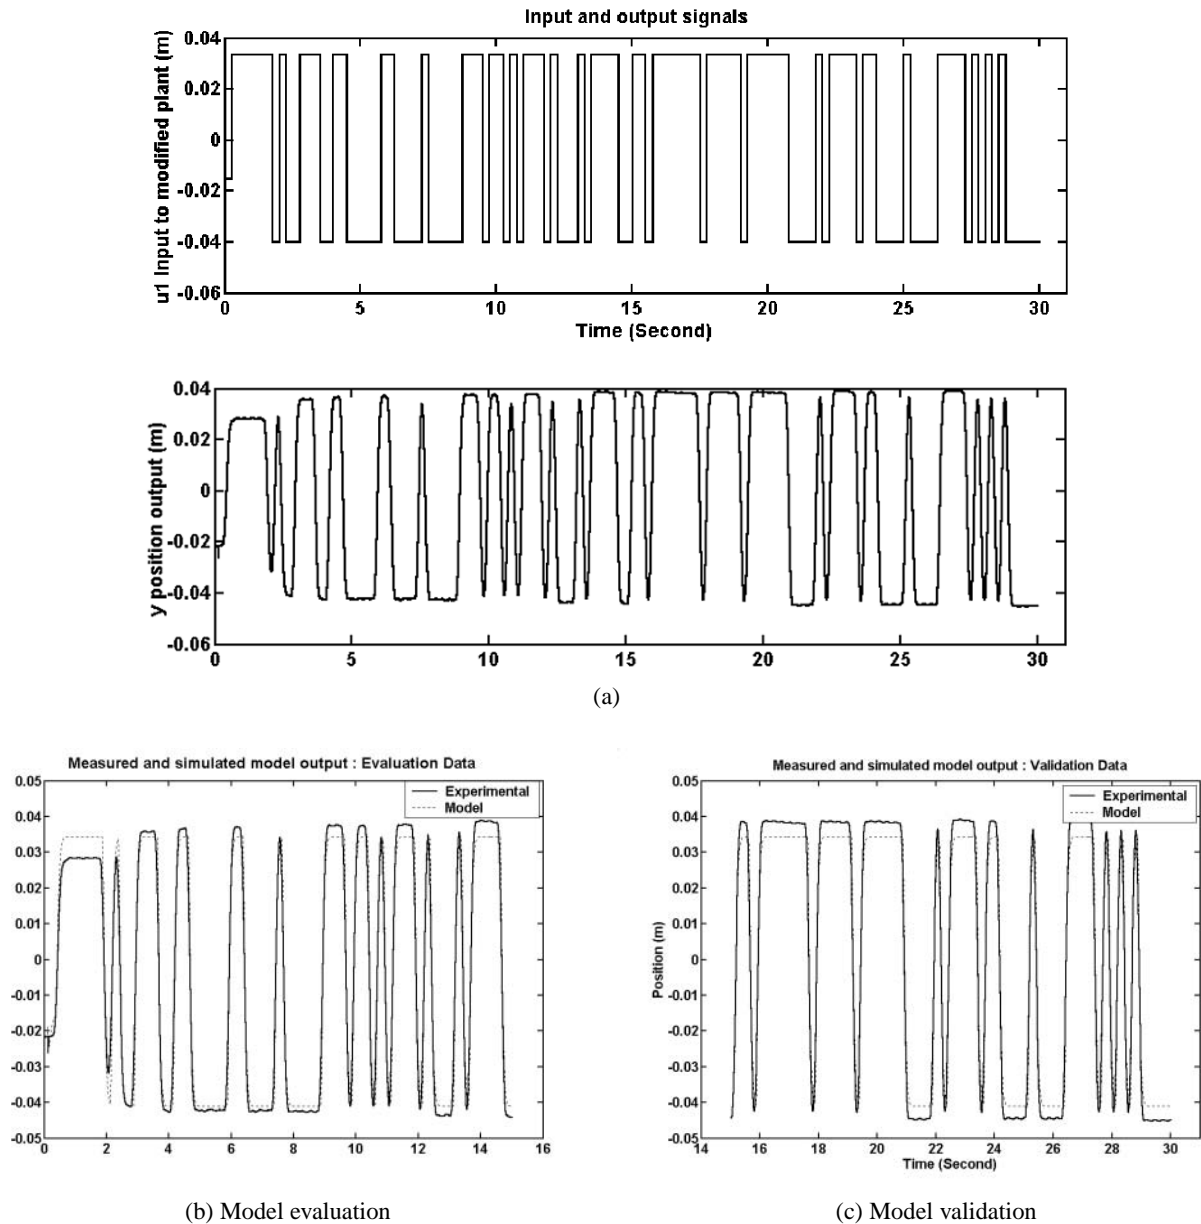 Input and output signals
u1 Input to modified plant (m)
0.04
0.02
0
-0.02
-0.04
-0.06
0 5 10 15 20 25 30
Time (Second)
y position output (m)
0.04
0.02
0
-0.02
-0.04
-0.06
0 5 10 15 20 25 30
(a)
Measured and simulated model output : Evaluation Data
0.05
0.04
0.03
0.02
0.01
0
-0.01
-0.02
-0.03
-0.04
-0.05
Experimental
Model
0 2 4 6 8 10 12 14 16
(b) Model evaluation
Measured and simulated model output : Validation Data
Position (m)
0.05
0.04
0.03
0.02
0.01
0
-0.01
-0.02
-0.03
-0.04
-0.05
Experimental
Model
14 16 18 20 22 24 26 28 30
Time (Second)
(c) Model validation